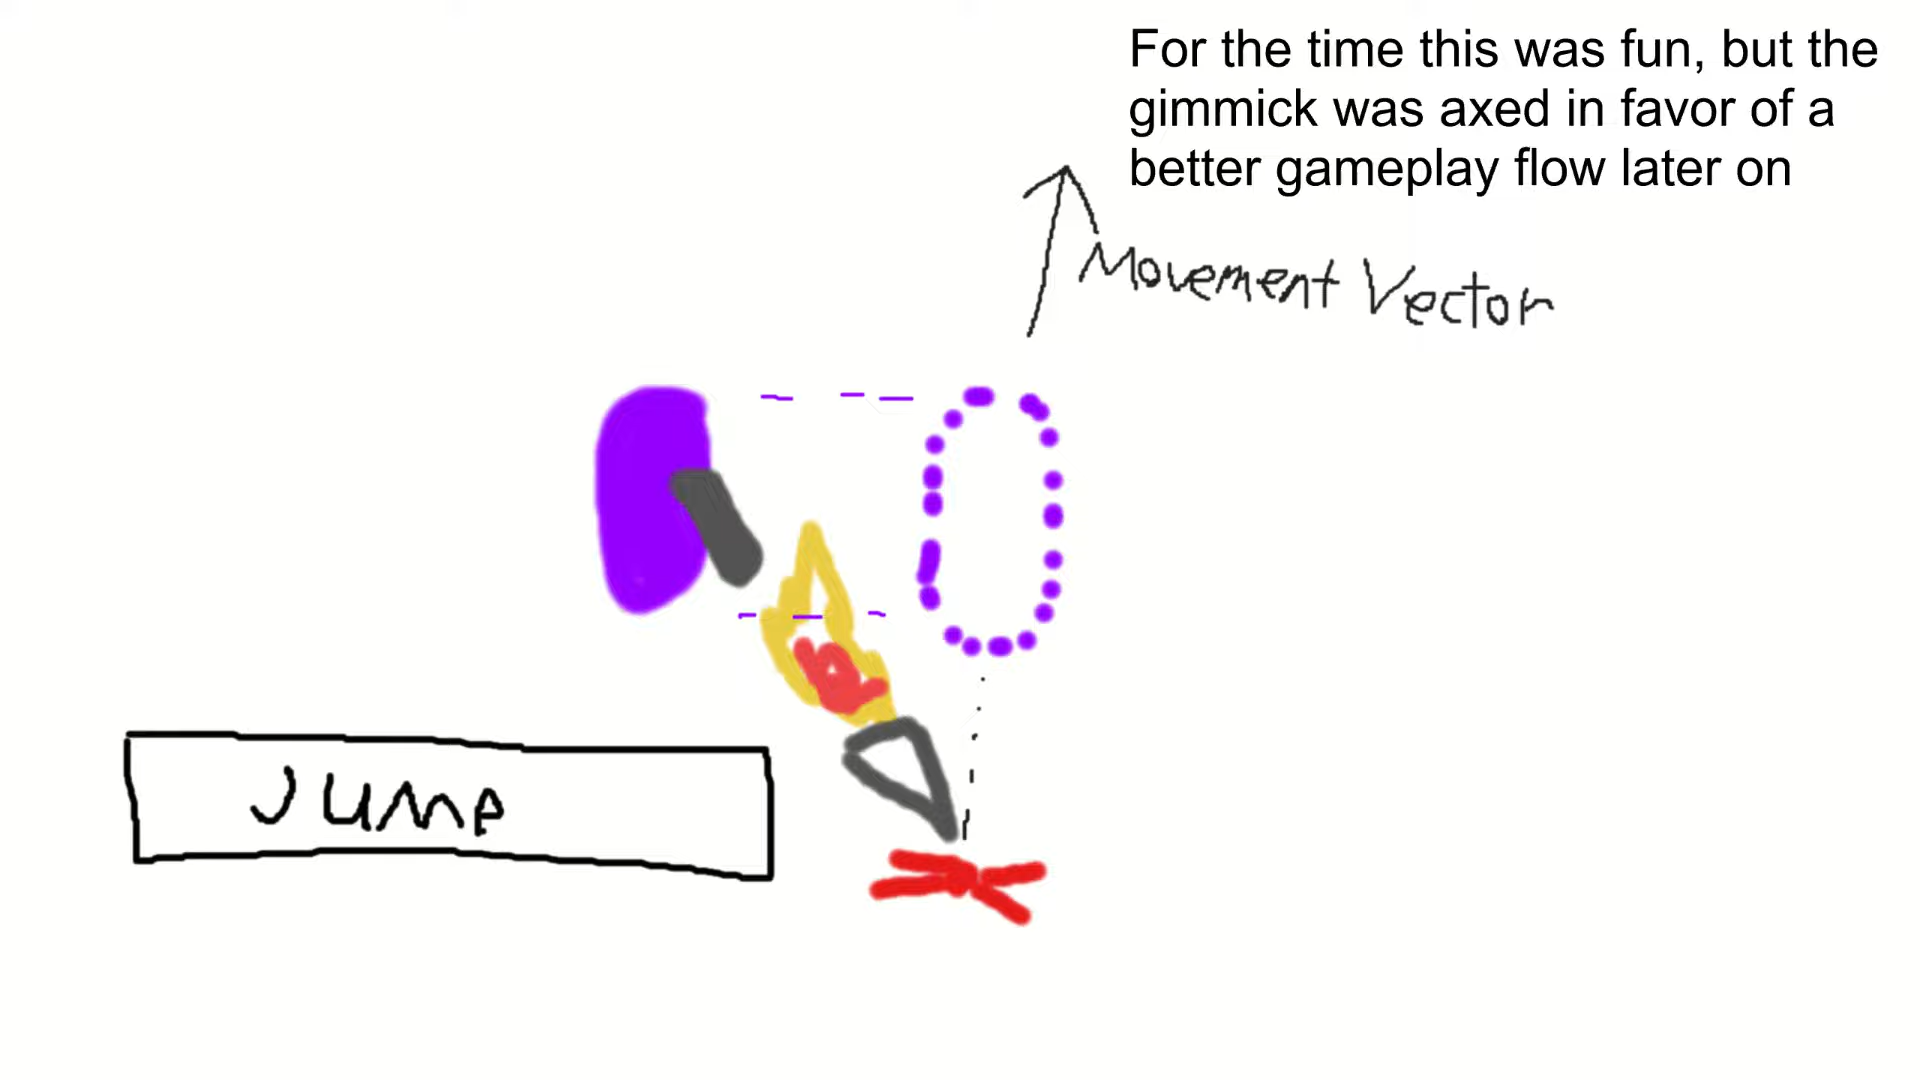 For the time this was fun, but the
gimmick was axed in favor of a
better gameplay flow later on
Movement Vector
Jump